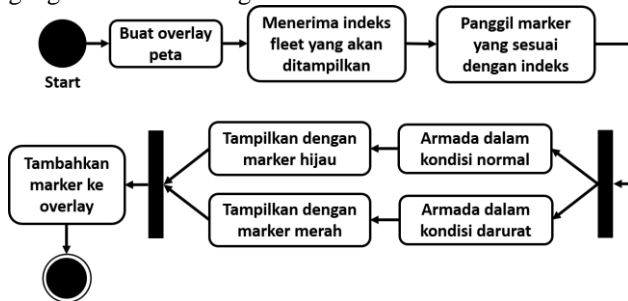 Buat overlay
peta
Menerima indeks
fleet yang akan
ditampilkan
Panggil marker
yang sesuai
dengan indeks
Start
Tambahkan
marker ke
overlay
Tampilkan dengan
marker hijau
Armada dalam
kondisi normal
Tampilkan dengan
marker merah
Armada dalam
kondisi darurat